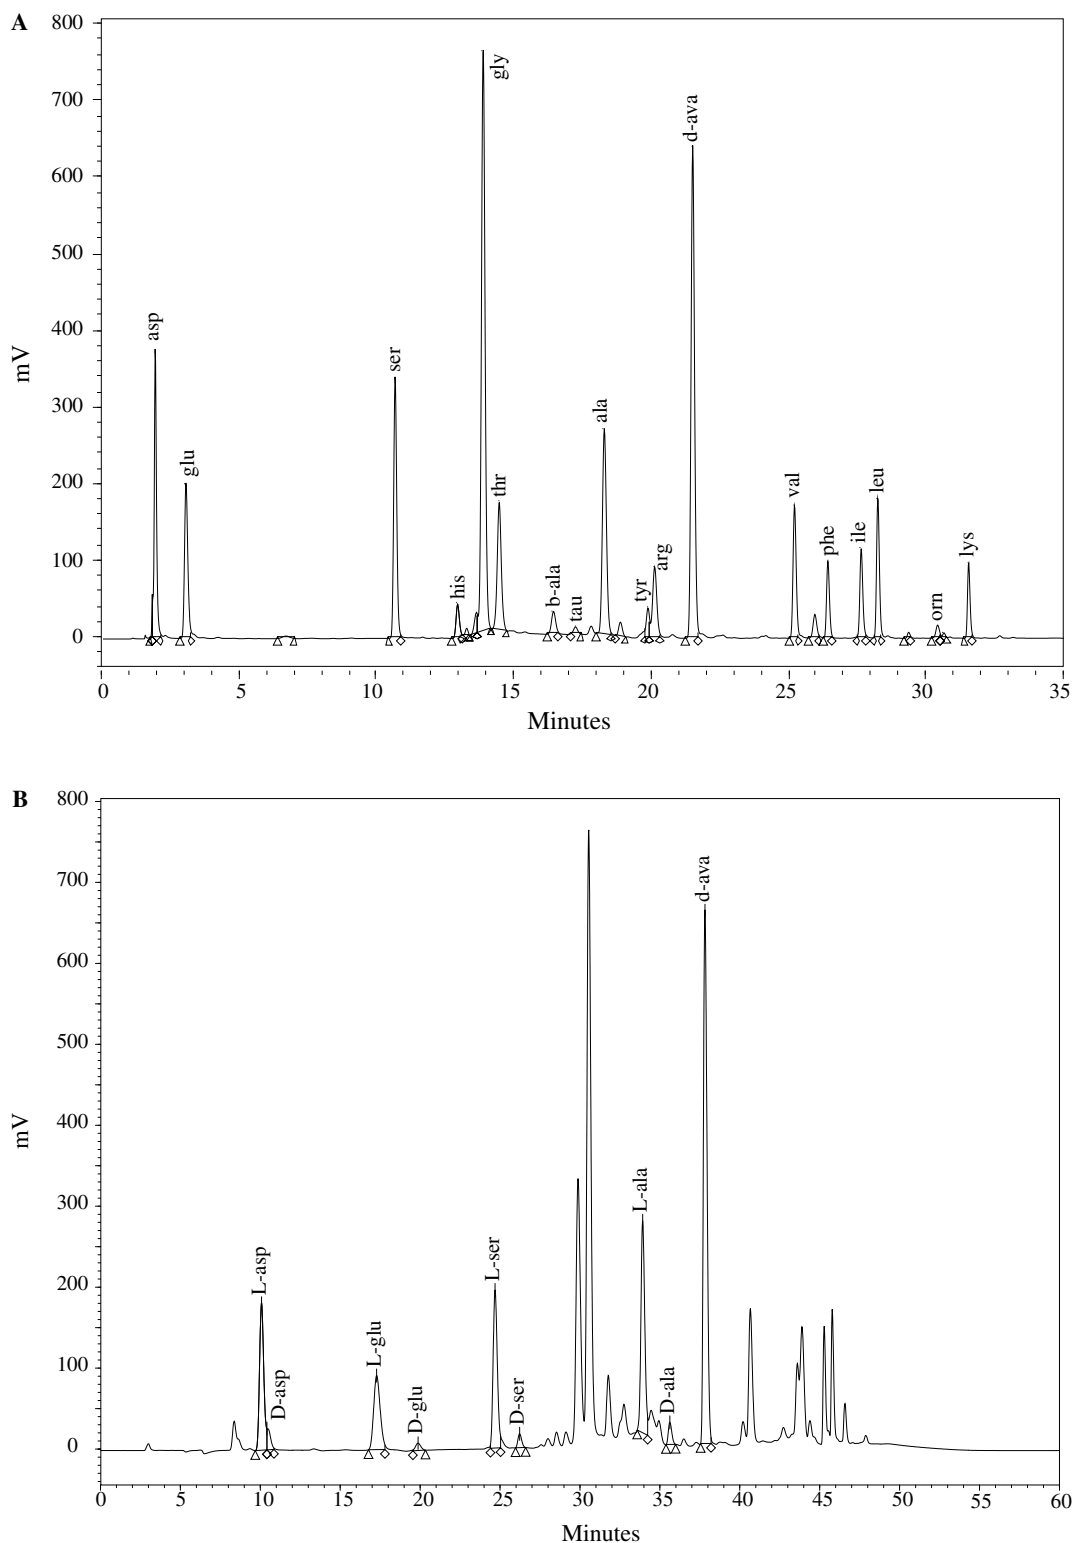 A
800
700
600
500
400
300
200
100
0
mV
asp
glu
ser
his
gly
thr
b-ala
tau
ala
tyr
arg
d-ava
val
phe
ile
leu
orn
lys
0 5 10 15 20 25 30 35
Minutes
B
800
700
600
500
400
300
200
100
0
mV
L-asp
D-asp
L-glu
D-glu
L-ser
D-ser
L-ala
D-ala
d-ava
0 5 10 15 20 25 30 35 40 45 50 55 60
Minutes